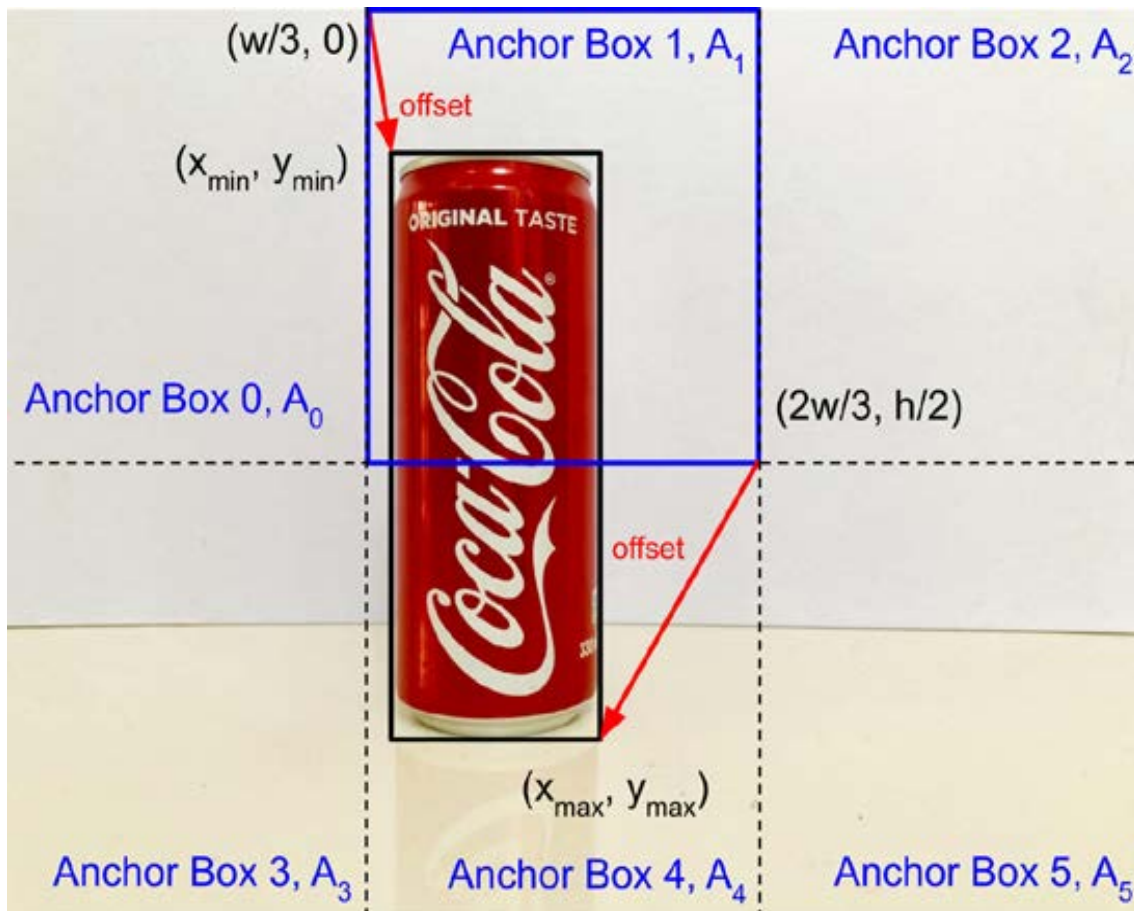 (w/3, 0)
Anchor Box 1, A₁
Anchor Box 2, A₂
offset
(xₘᵢₙ, yₘᵢₙ)
ORIGINAL TASTE
Coca-Cola
®
Anchor Box 0, A₀
(2w/3, h/2)
offset
330
(xₘₐₓ, yₘₐₓ)
Anchor Box 3, A₃
Anchor Box 4, A₄
Anchor Box 5, A₅